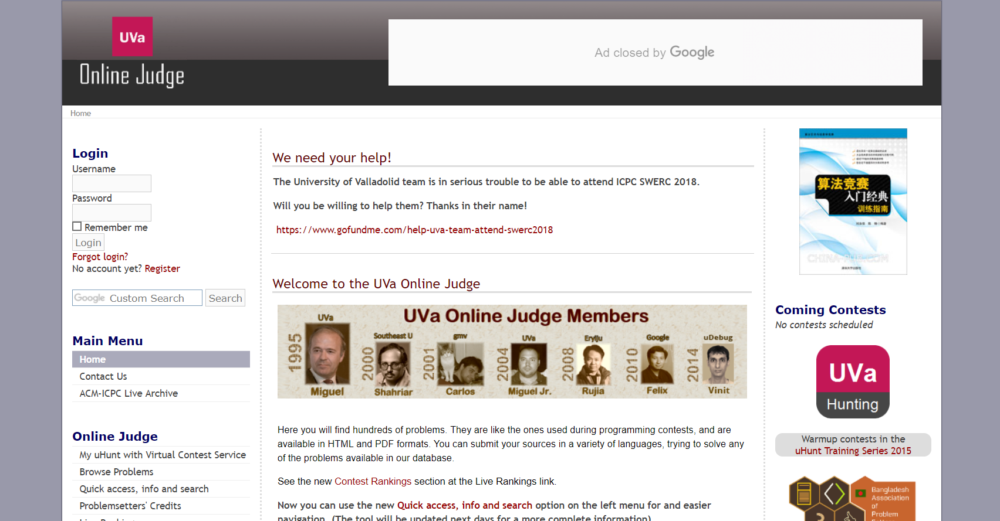 UVa
Online Judge
Ad closed by Google
Home
Login
Username
Password
Remember me
Login
Forgot login?
No account yet? Register
Google Custom Search
Search
Main Menu
Home
Contact Us
ACM-ICPC Live Archive
Online Judge
My uHunt with Virtual Contest Service
Browse Problems
Quick access, info and search
Problemsetters' Credits
We need your help!
The University of Valladolid team is in serious trouble to be able to attend ICPC SWERC 2018.
Will you be willing to help them? Thanks in their name!
https://www.gofundme.com/help-uva-team-attend-swerc2018
Welcome to the UVa Online Judge
UVa Online Judge Members
1995 UVa Miguel
2000 Southeast U Shahriar
2001 gmv Carlos
2004 UVa Miguel Jr.
2008 Eryiju Rujia
2010 Google Felix
2014 uDebug Vinit
Here you will find hundreds of problems. They are like the ones used during programming contests, and are
available in HTML and PDF formats. You can submit your sources in a variety of languages, trying to solve any
of the problems available in our database.
See the new Contest Rankings section at the Live Rankings link.
Now you can use the new Quick access, info and search option on the left menu for and easier
navigation. (The tool will be updated next days for a more complete information)
算法竞赛
入门经典
训练指南
CHINA-PUB.COM
清华大学出版社
Coming Contests
No contests scheduled
UVa
Hunting
Warmup contests in the
uHunt Training Series 2015
Bangladesh
Association
of
Problem